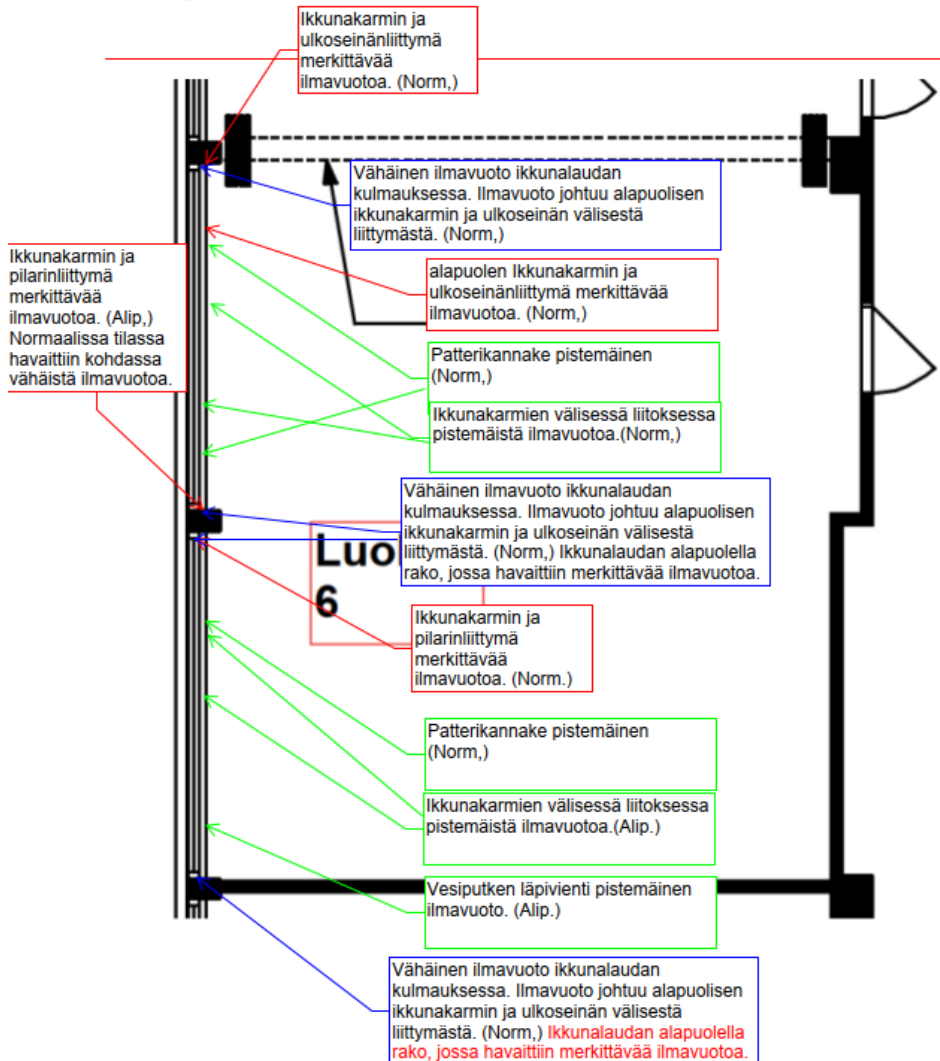 Ikkunakarmin ja
ulkoseinänliittymä
merkittävää
ilmavuotoa. (Norm,)
Vähäinen ilmavuoto ikkunalaudan
kulmauksessa. Ilmavuoto johtuu alapuolisen
ikkunakarmin ja ulkoseinän välisestä
liittymästä. (Norm,)
Ikkunakarmin ja
pilarinliittymä
merkittävää
ilmavuotoa. (Alip,)
Normaalissa tilassa
havaittiin kohdassa
vähäistä ilmavuotoa.
alapuolen Ikkunakarmin ja
ulkoseinänliittymä merkittävää
ilmavuotoa. (Norm,)
Patterikannake pistemäinen
(Norm,)
Ikkunakarmien välisessä liitoksessa
pistemäistä ilmavuotoa.(Norm,)
Vähäinen ilmavuoto ikkunalaudan
kulmauksessa. Ilmavuoto johtuu alapuolisen
ikkunakarmin ja ulkoseinän välisestä
liittymästä. (Norm,) Ikkunalaudan alapuolella
rako, jossa havaittiin merkittävää ilmavuotoa.
6
Ikkunakarmin ja
pilarinliittymä
merkittävää
ilmavuotoa. (Norm.)
Patterikannake pistemäinen
(Norm,)
Ikkunakarmien välisessä liitoksessa
pistemäistä ilmavuotoa.(Alip.)
Vesiputken läpivienti pistemäinen
ilmavuoto. (Alip.)
Vähäinen ilmavuoto ikkunalaudan
kulmauksessa. Ilmavuoto johtuu alapuolisen
ikkunakarmin ja ulkoseinän välisestä
liittymästä. (Norm,) Ikkunalaudan alapuolella
rako, jossa havaittiin merkittävää ilmavuotoa.